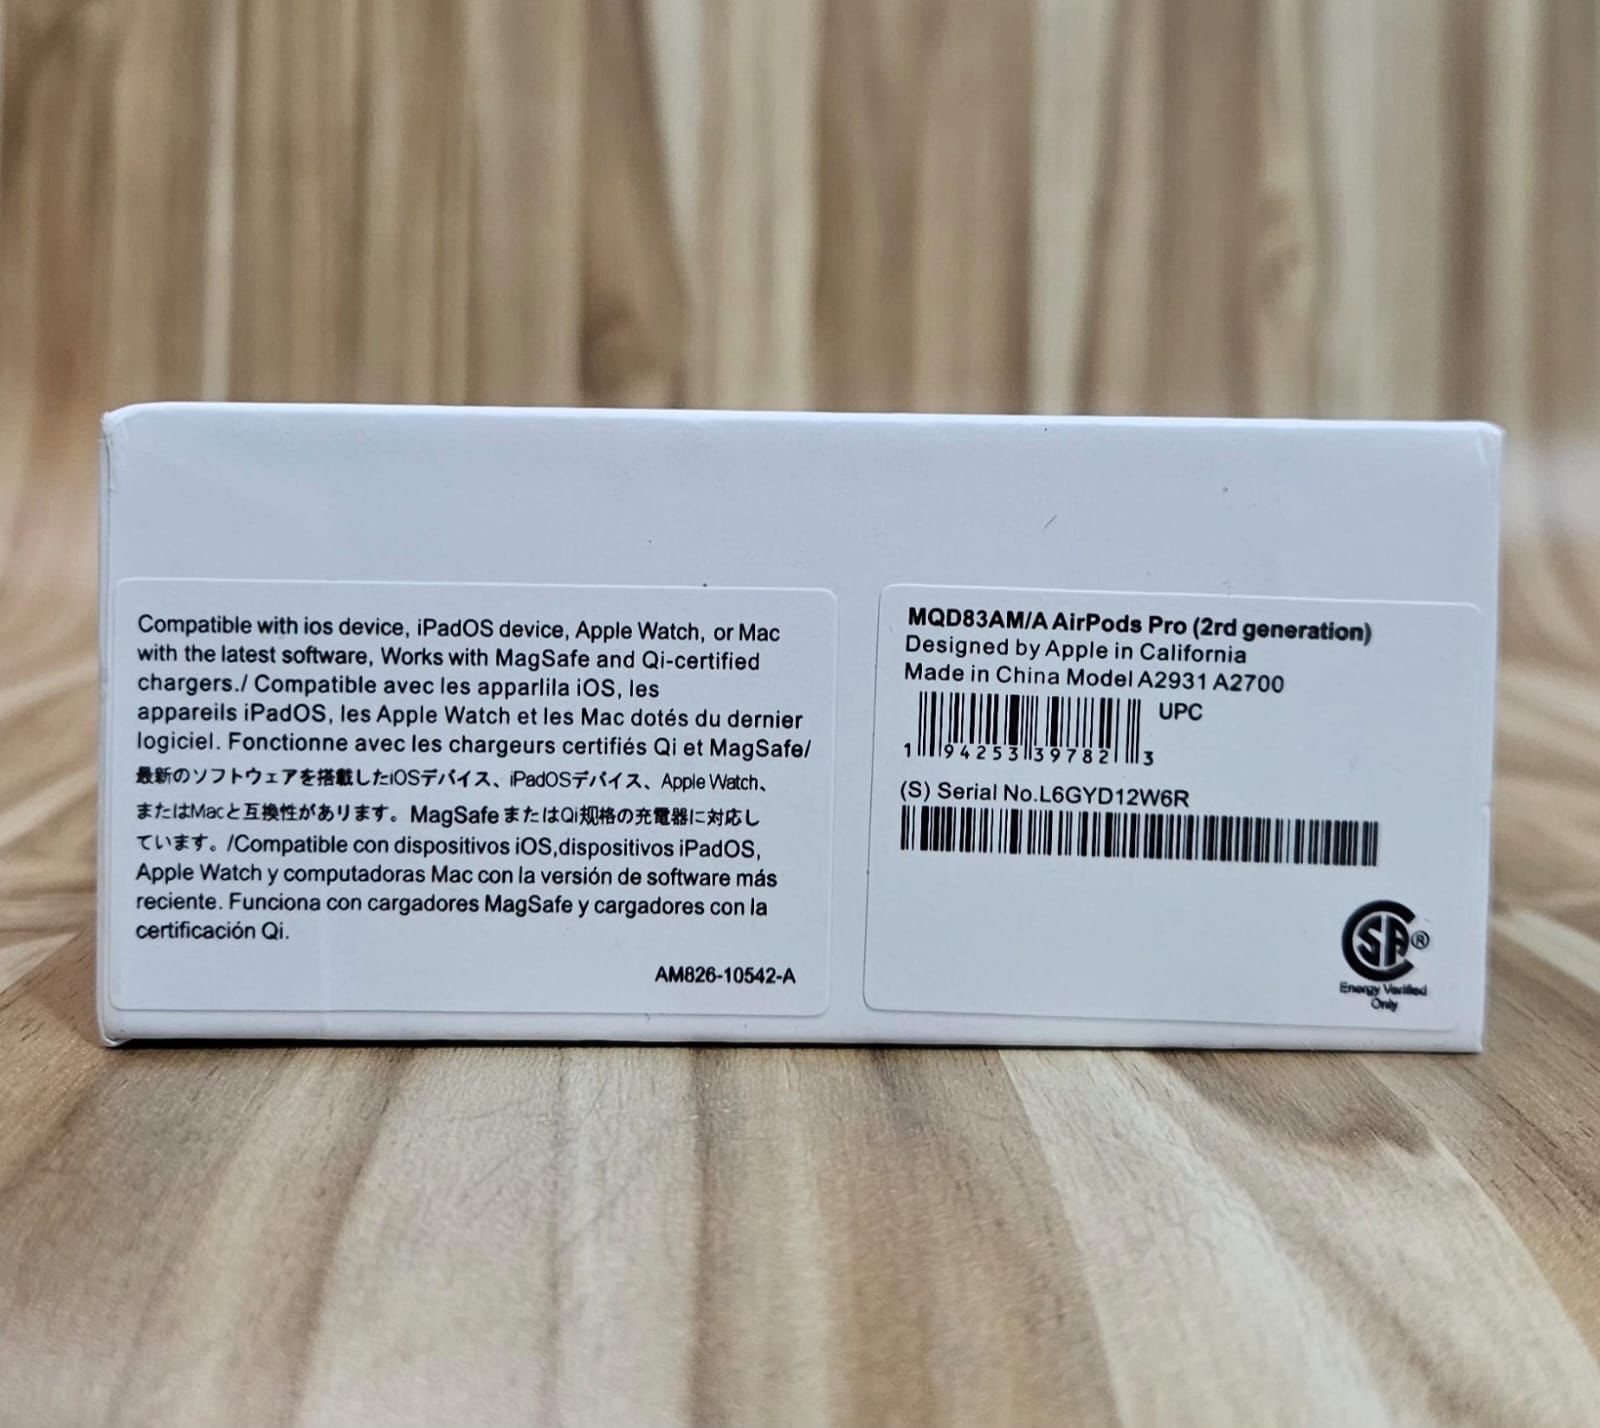 Compatible with ios device, iPadOS device, Apple Watch, or Mac
with the latest software, Works with MagSafe and Qi-certified
chargers./ Compatible avec les apparlila iOS, les
appareils iPadOS, les Apple Watch et les Mac dotés du dernier
logiciel. Fonctionne avec les chargeurs certifiés Qi et MagSafe/
最新のソフトウェアを搭載したiOSデバイス、iPadOSデバイス、Apple Watch、
またはMacと互換性があります。MagSafeまたはQi规格の充電器に対応し
ています。/Compatible con dispositivos iOS,dispositivos iPadOS,
Apple Watch y computadoras Mac con la versión de software más
reciente. Funciona con cargadores MagSafe y cargadores con la
certificación Qi.
AM826-10542-A
MQD83AM/A AirPods Pro (2rd generation)
Designed by Apple in California
Made in China Model A2931 A2700
UPC
1 94253 39782 3
(S) Serial No.L6GYD12W6R
SA®
Energy Verified
Only